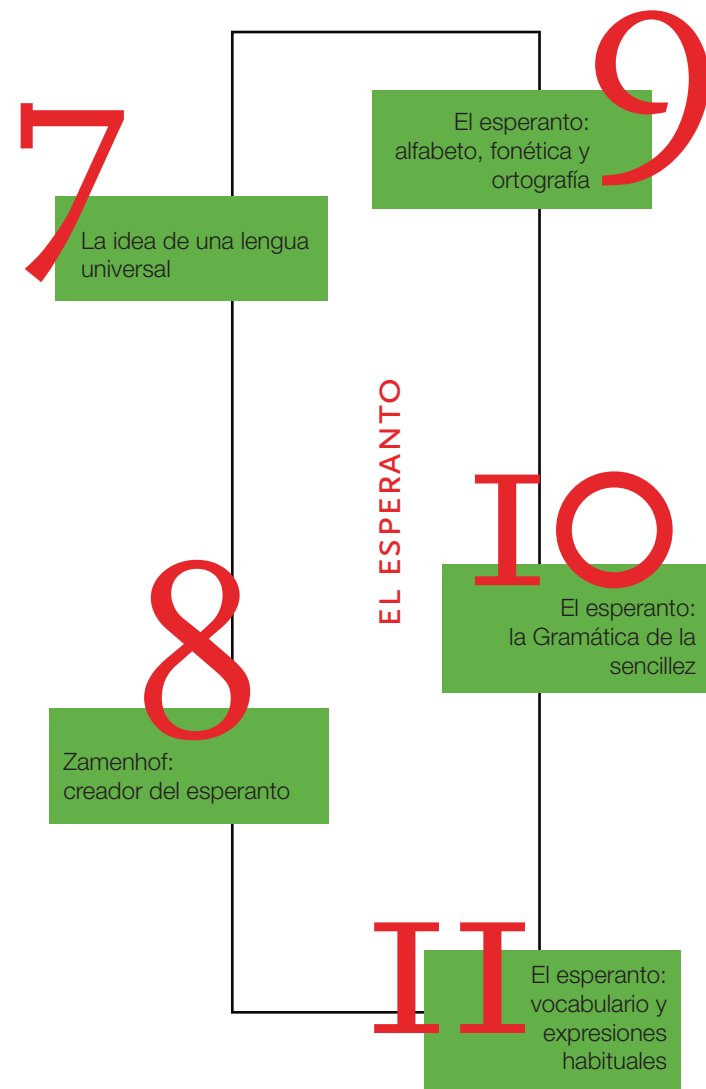 7
La idea de una lengua
universal
8
Zamenhof:
creador del esperanto
EL ESPERANTO
9
El esperanto:
alfabeto, fonética y
ortografía
10
El esperanto:
la Gramática de la
sencillez
11
El esperanto:
vocabulario y
expresiones
habituales